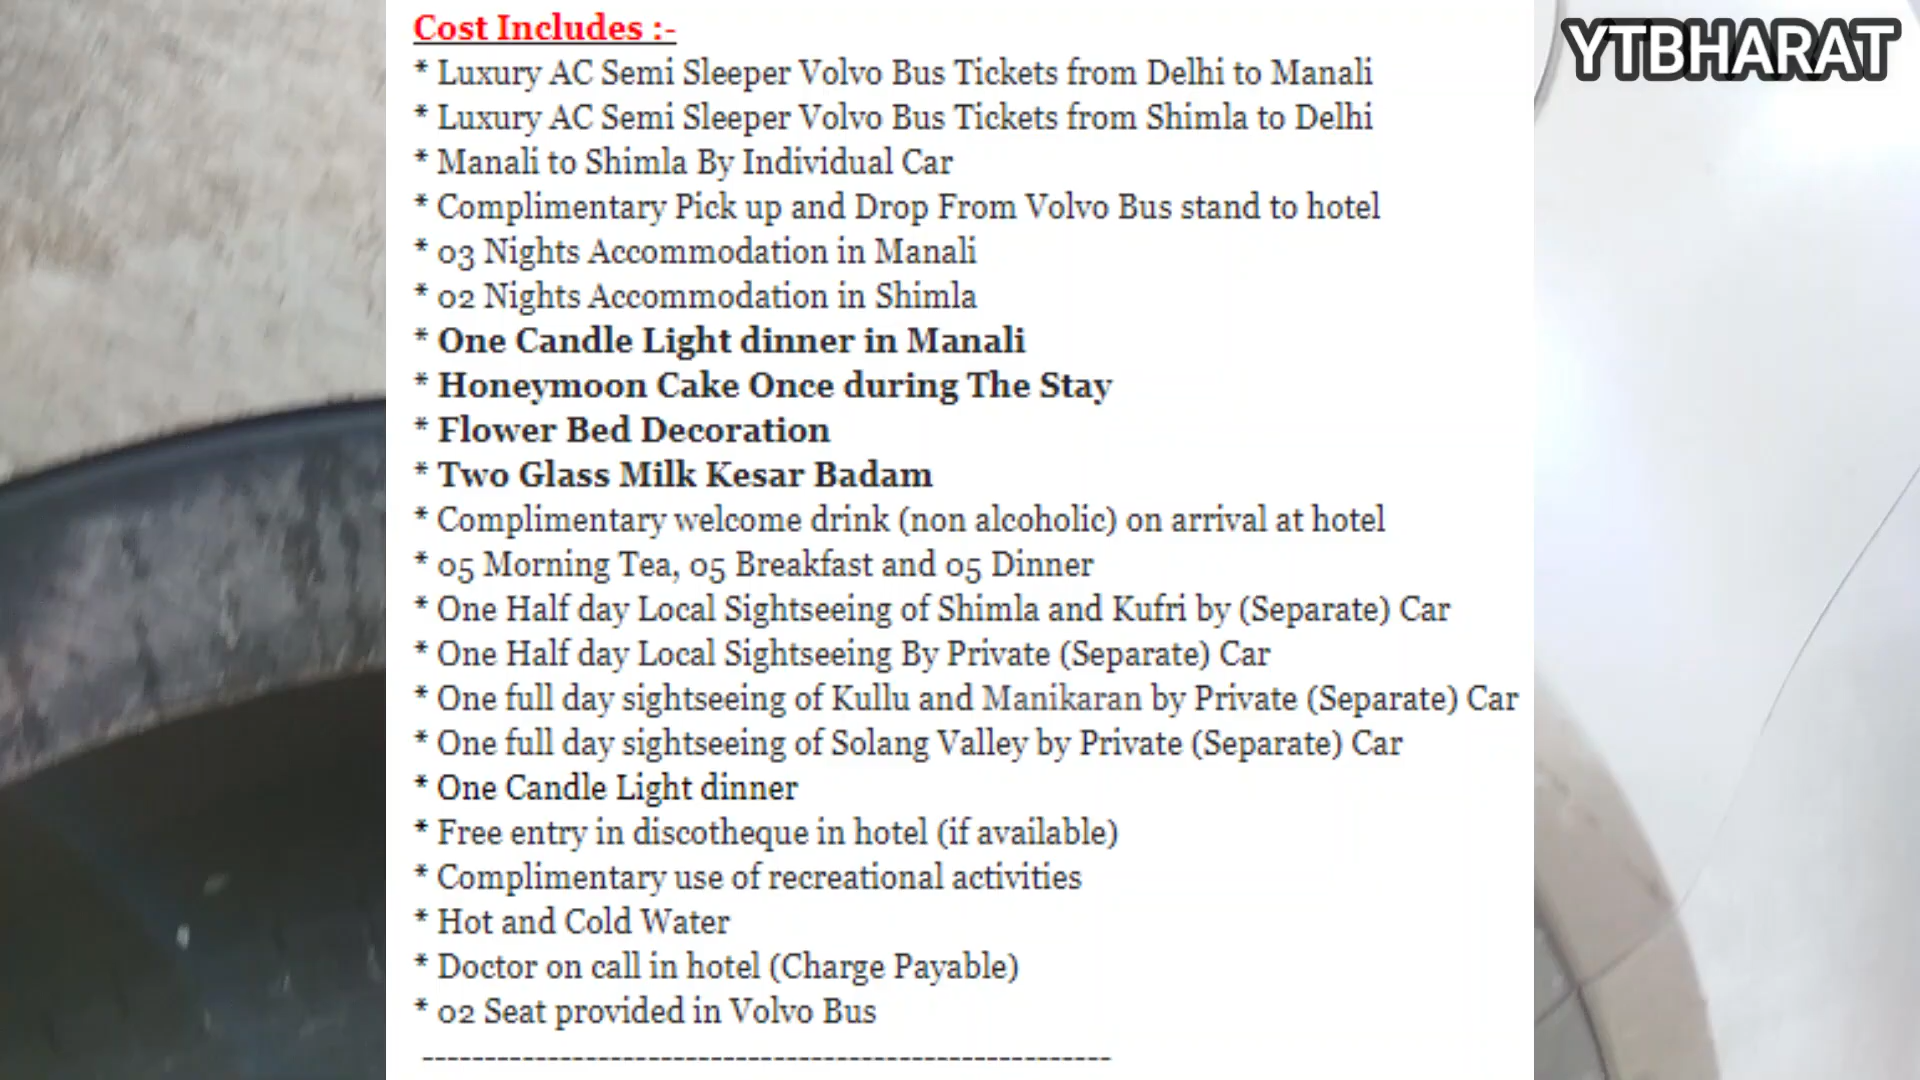 Cost Includes :-
YTBHARAT
* Luxury AC Semi Sleeper Volvo Bus Tickets from Delhi to Manali
* Luxury AC Semi Sleeper Volvo Bus Tickets from Shimla to Delhi
* Manali to Shimla By Individual Car
* Complimentary Pick up and Drop From Volvo Bus stand to hotel
* 03 Nights Accommodation in Manali
* 02 Nights Accommodation in Shimla
* One Candle Light dinner in Manali
* Honeymoon Cake Once during The Stay
* Flower Bed Decoration
* Two Glass Milk Kesar Badam
* Complimentary welcome drink (non alcoholic) on arrival at hotel
* 05 Morning Tea, 05 Breakfast and 05 Dinner
* One Half day Local Sightseeing of Shimla and Kufri by (Separate) Car
* One Half day Local Sightseeing By Private (Separate) Car
* One full day sightseeing of Kullu and Manikaran by Private (Separate) Car
* One full day sightseeing of Solang Valley by Private (Separate) Car
* One Candle Light dinner
* Free entry in discotheque in hotel (if available)
* Complimentary use of recreational activities
* Hot and Cold Water
* Doctor on call in hotel (Charge Payable)
* 02 Seat provided in Volvo Bus
-------------------------------------------------------